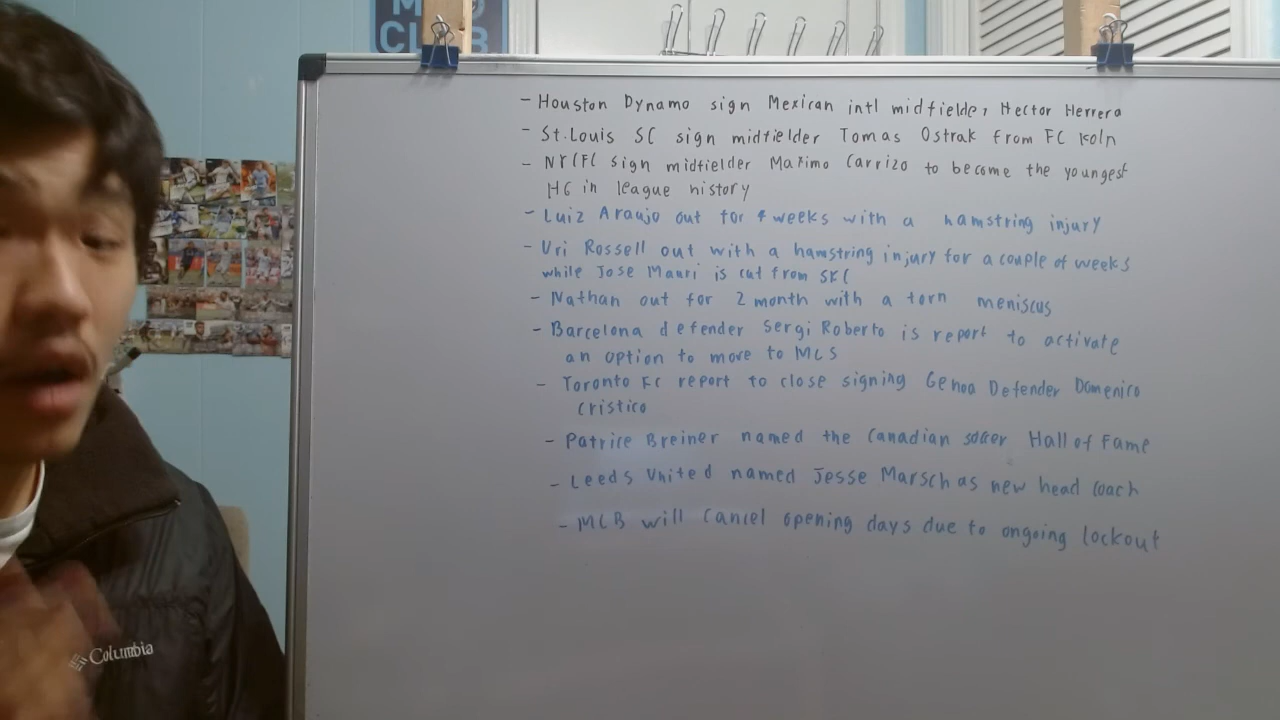 - Houston Dynamo sign Mexican intl midfielder, Hector Herrera
- St.Louis SC sign midfielder Tomas Ostrak from FC Koln
- NYCFC sign midfielder Maximo Carrizo to become the youngest
HG in league history
- Luiz Araujo out for 4 weeks with a hamstring injury
- Uri Rossell out with a hamstring injury for a couple of weeks
while Jose Mauri is cut from SKC
- Nathan out for 2 month with a torn meniscus
- Barcelona defender Sergi Roberto is report to activate
an option to move to MLS
- Toronto FC report to close signing Genoa Defender Domenico
Cristico
- Patrice Breiner named the Canadian soccer Hall of Fame
- Leeds United named Jesse Marsch as new head coach
- MLB will cancel opening days due to ongoing lockout
Columbia